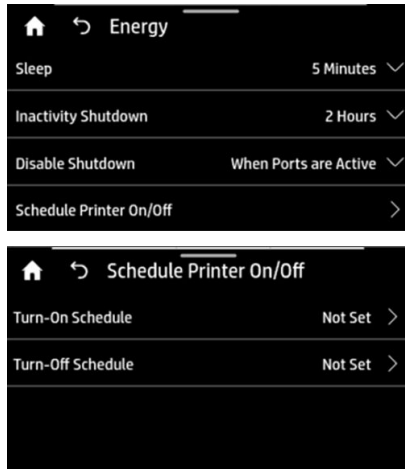 Energy
Sleep 5 Minutes
Inactivity Shutdown 2 Hours
Disable Shutdown When Ports are Active
Schedule Printer On/Off
Schedule Printer On/Off
Turn-On Schedule Not Set
Turn-Off Schedule Not Set